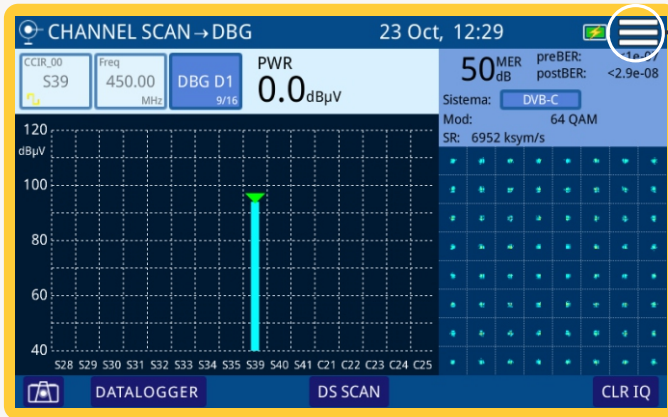 CHANNEL SCAN→DBG 23 Oct, 12:29
CCIR_00
S39
Freq
450.00
MHz
DBG D1
9/16
PWR
0.0dBµV
50 MER dB
preBER:
postBER: <2.9e-08
Sistema: DVB-C
Mod: 64 QAM
SR: 6952 ksym/s
120
dBµV
100
80
60
40
S28 S29 S30 S31 S32 S33 S34 S35 S39 S40 S41 C21 C22 C23 C24 C25
DATALOGGER DS SCAN CLR IQ